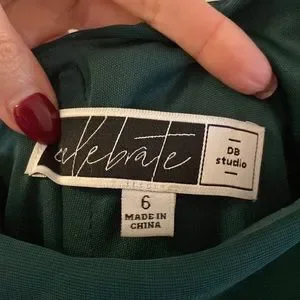 celebrate
DB
studio
6
MADE IN
CHINA